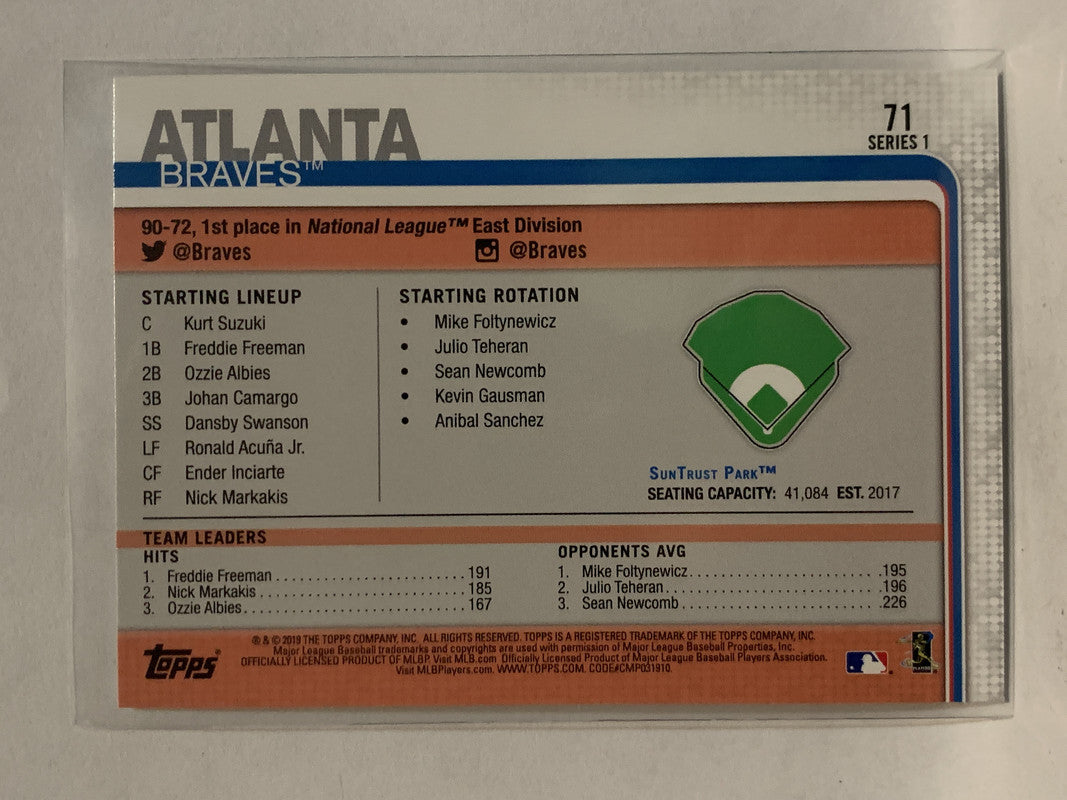 ATLANTA
BRAVES™
71
SERIES 1
90-72, 1st place in National League™ East Division
@Braves @Braves
STARTING LINEUP
C Kurt Suzuki
1B Freddie Freeman
2B Ozzie Albies
3B Johan Camargo
SS Dansby Swanson
LF Ronald Acuña Jr.
CF Ender Inciarte
RF Nick Markakis
STARTING ROTATION
• Mike Foltynewicz
• Julio Teheran
• Sean Newcomb
• Kevin Gausman
• Anibal Sanchez
SUNTRUST PARK™
SEATING CAPACITY: 41,084 EST. 2017
TEAM LEADERS
HITS
1. Freddie Freeman ........................ 191
2. Nick Markakis ........................ 185
3. Ozzie Albies ........................ 167
OPPONENTS AVG
1. Mike Foltynewicz ........................ .195
2. Julio Teheran ........................ .196
3. Sean Newcomb ........................ .226
TOPPS®
® & © 2019 THE TOPPS COMPANY, INC. ALL RIGHTS RESERVED. TOPPS IS A REGISTERED TRADEMARK OF THE TOPPS COMPANY, INC.
Major League Baseball trademarks and copyrights are used with permission of Major League Baseball Properties, Inc.
OFFICIALLY LICENSED PRODUCT OF MLBP. Visit MLB.com Officially Licensed Product of Major League Baseball Players Association.
Visit MLBPlayers.com. WWW.TOPPS.COM. CODE#CMP031910.